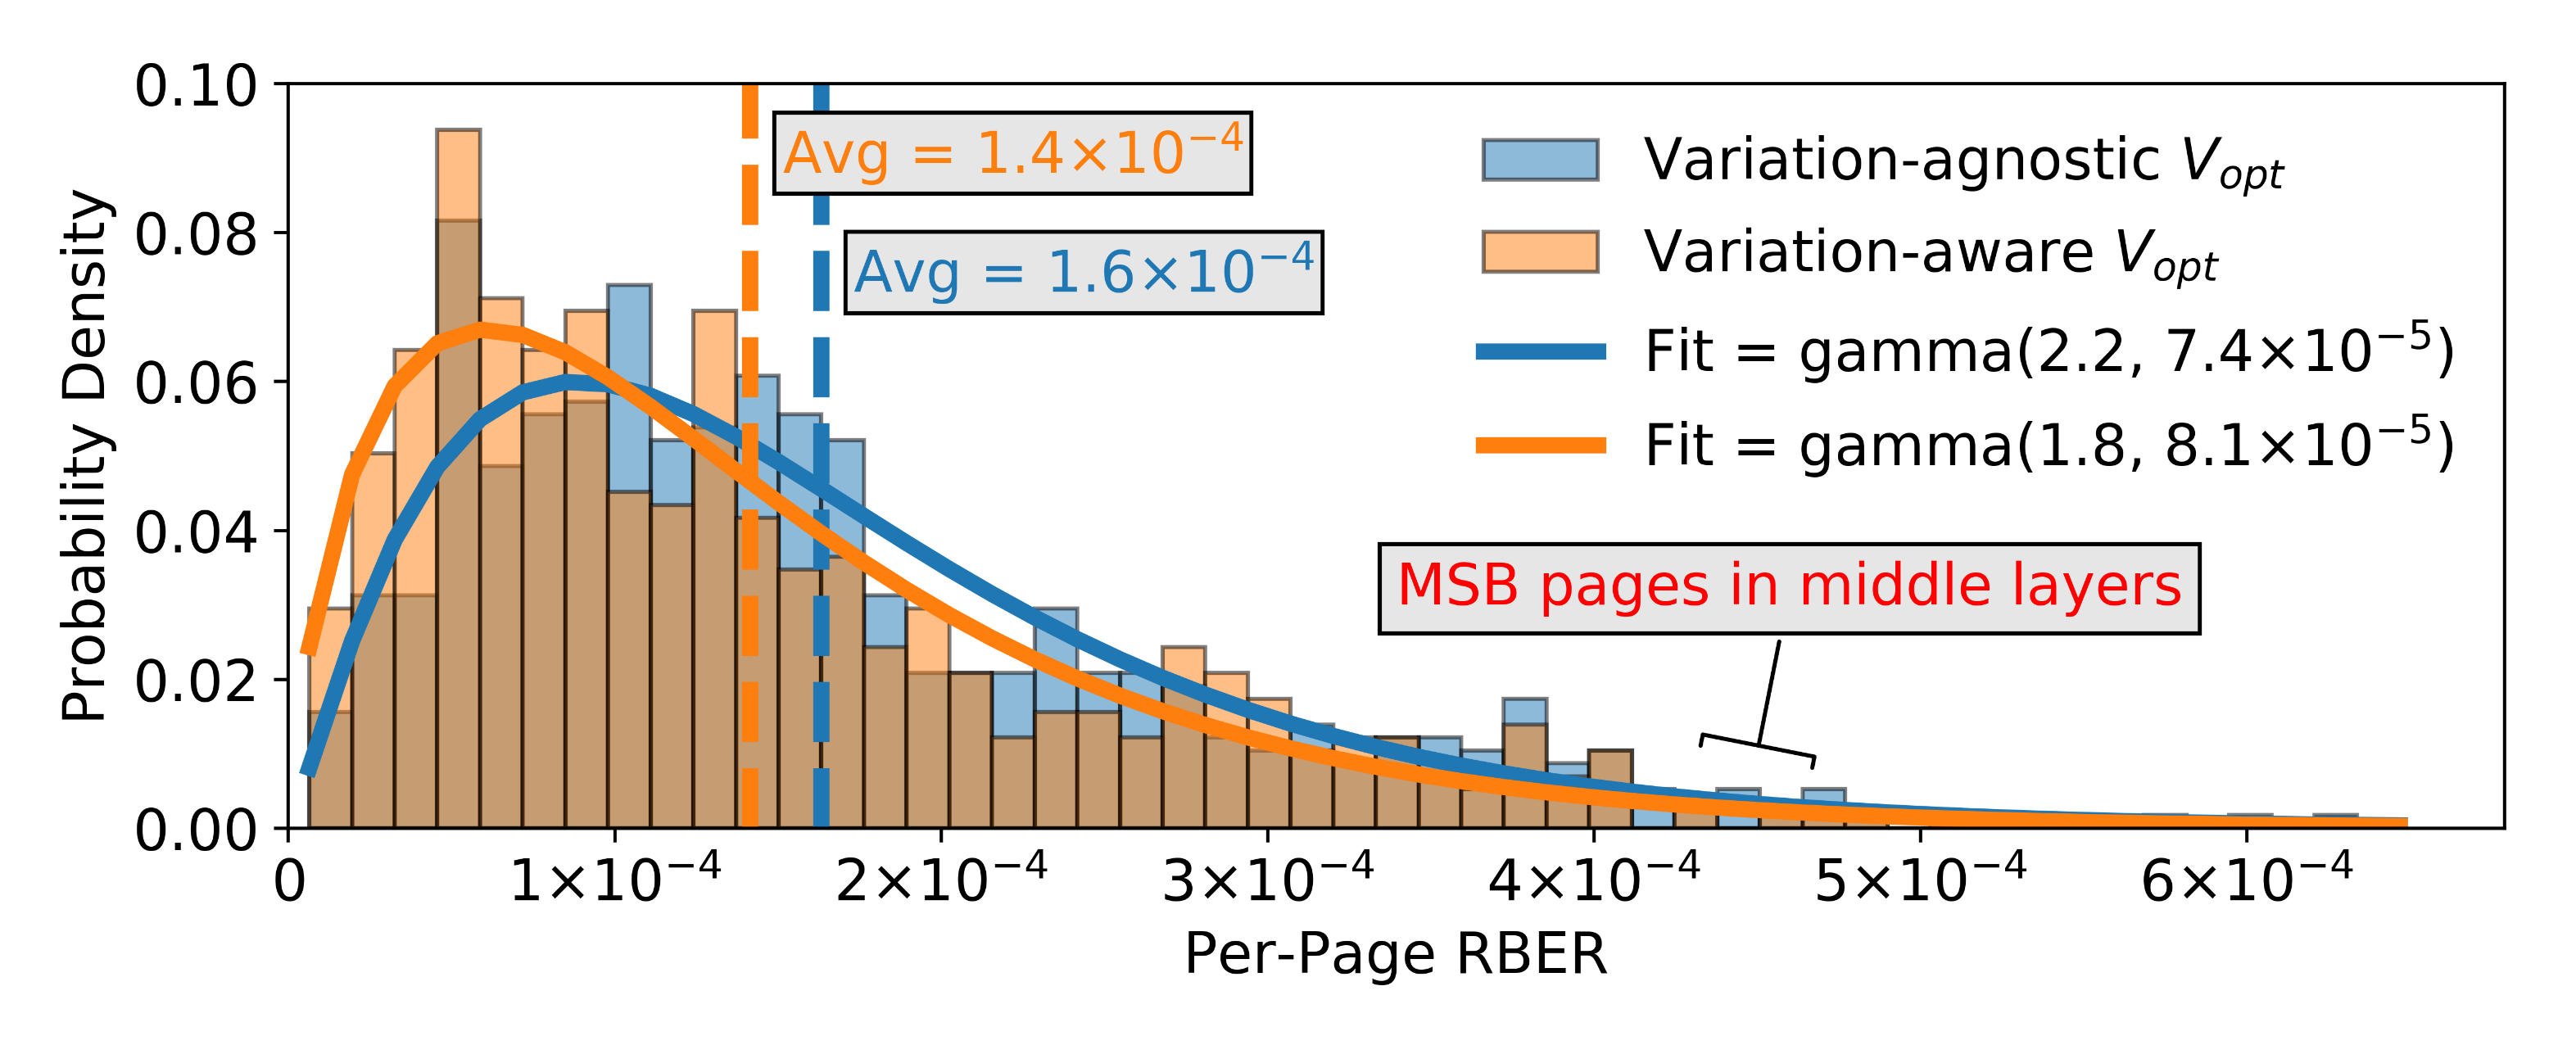 0.10
0.08
0.06
0.04
0.02
0.00
Probability Density
Avg = 1.4×10⁻⁴
Avg = 1.6×10⁻⁴
Variation-agnostic Vₒₚₜ
Variation-aware Vₒₚₜ
Fit = gamma(2.2, 7.4×10⁻⁵)
Fit = gamma(1.8, 8.1×10⁻⁵)
MSB pages in middle layers
0 1×10⁻⁴ 2×10⁻⁴ 3×10⁻⁴ 4×10⁻⁴ 5×10⁻⁴ 6×10⁻⁴
Per-Page RBER